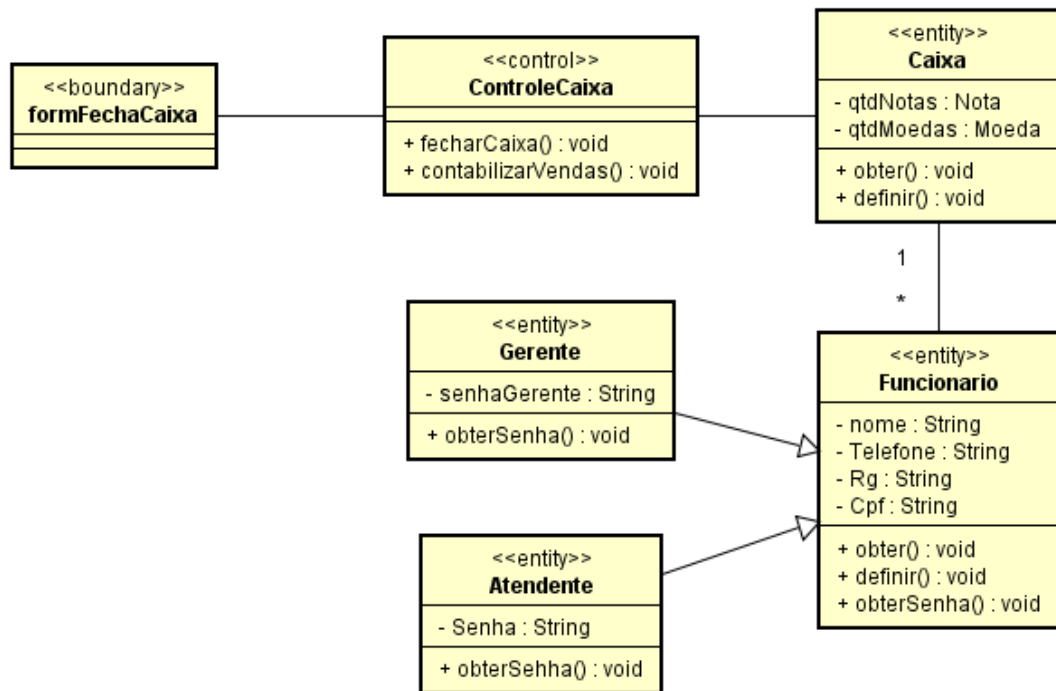 <<boundary>>
formFechaCaixa
<<control>>
ControleCaixa
+ fecharCaixa() : void
+ contabilizarVendas() : void
<<entity>>
Caixa
- qtdNotas : Nota
- qtdMoedas : Moeda
+ obter() : void
+ definir() : void
1
*
<<entity>>
Gerente
- senhaGerente : String
+ obterSenha() : void
<<entity>>
Funcionario
- nome : String
- Telefone : String
- Rg : String
- Cpf : String
+ obter() : void
+ definir() : void
+ obterSenha() : void
<<entity>>
Atendente
- Senha : String
+ obterSehha() : void